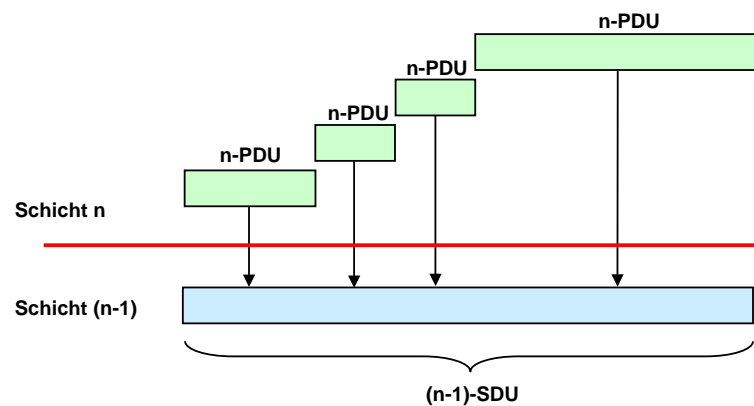 n-PDU
n-PDU
n-PDU
n-PDU
Schicht n
Schicht (n-1)
(n-1)-SDU